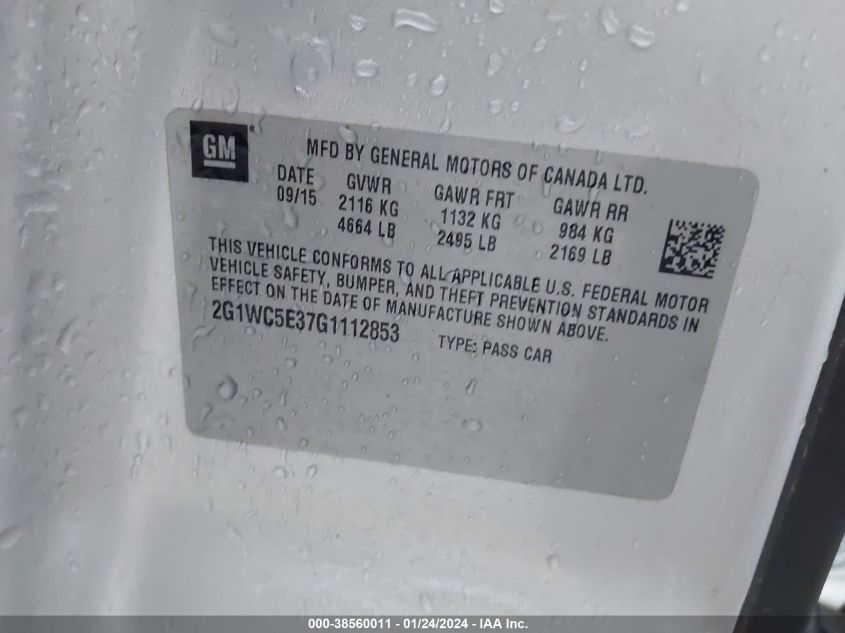 GM
MFD BY GENERAL MOTORS OF CANADA LTD.
DATE GVWR GAWR FRT GAWR RR
09/15 2116 KG 1132 KG 984 KG
4664 LB 2495 LB 2169 LB
THIS VEHICLE CONFORMS TO ALL APPLICABLE U.S. FEDERAL MOTOR
VEHICLE SAFETY, BUMPER, AND THEFT PREVENTION STANDARDS IN
EFFECT ON THE DATE OF MANUFACTURE SHOWN ABOVE.
2G1WC5E37G1112853 TYPE: PASS CAR
000-38560011 - 01/24/2024 - IAA Inc.